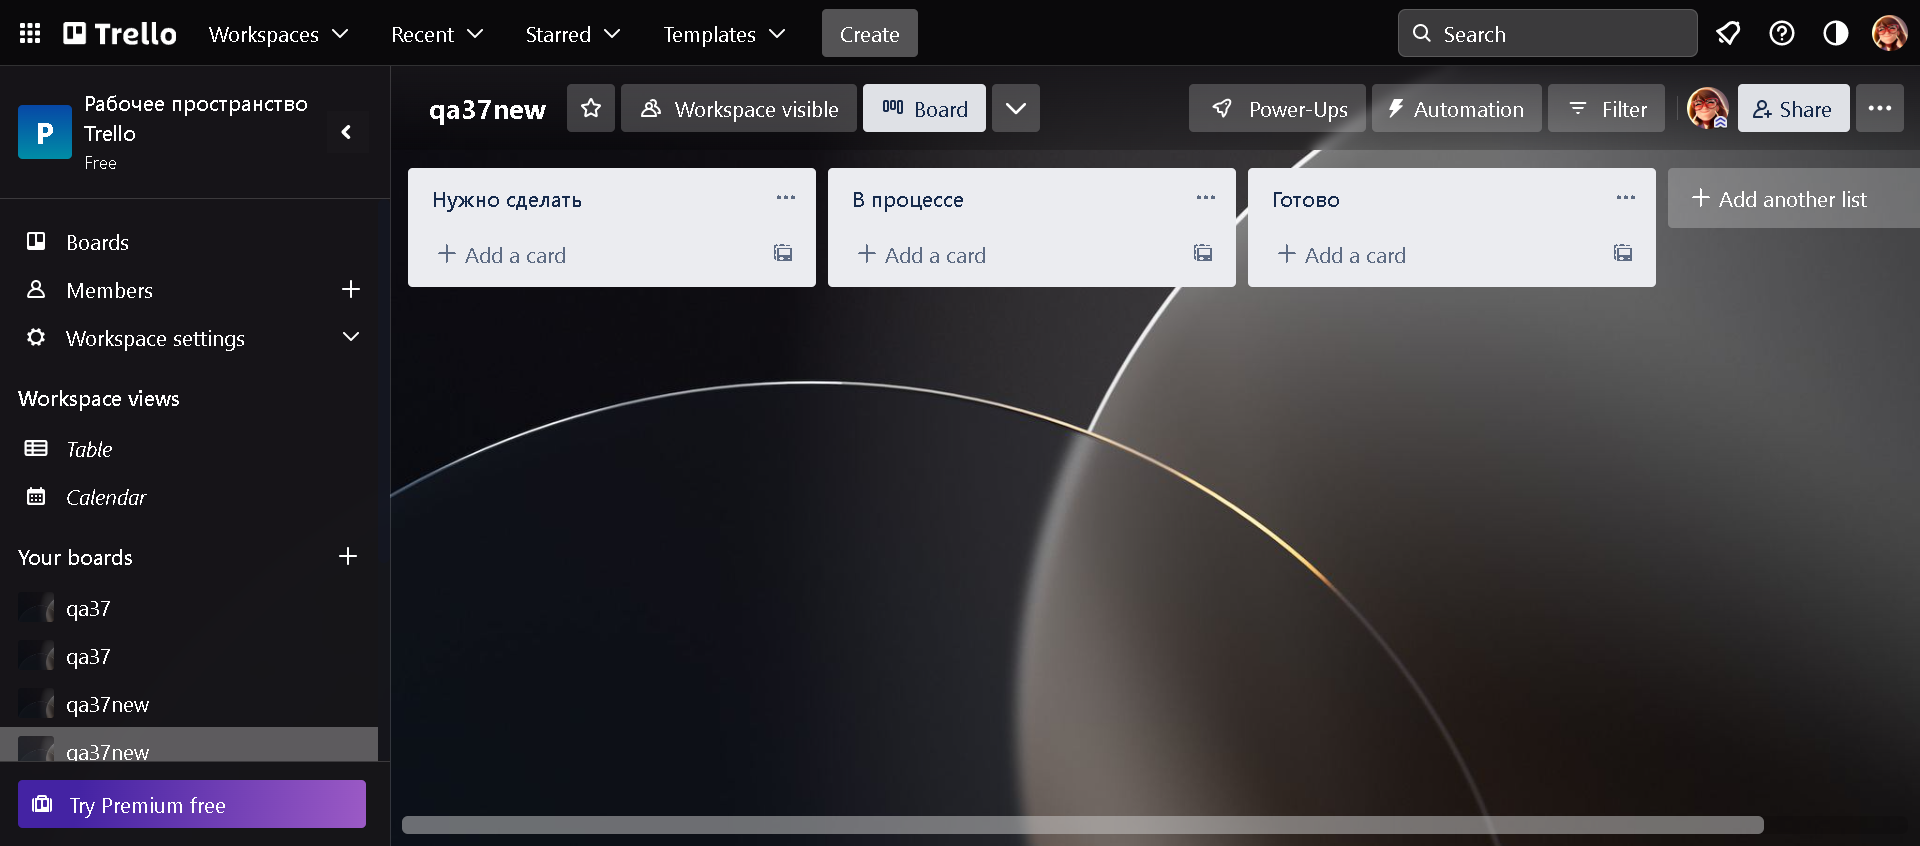 Trello
Workspaces
Recent
Starred
Templates
Create
Search
Рабочее пространство
Trello
Free
P
Boards
Members
Workspace settings
Workspace views
Table
Calendar
Your boards
qa37
qa37
qa37new
qa37new
Try Premium free
qa37new
Workspace visible
Board
Power-Ups
Automation
Filter
Share
Нужно сделать
Add a card
В процессе
Add a card
Готово
Add a card
Add another list